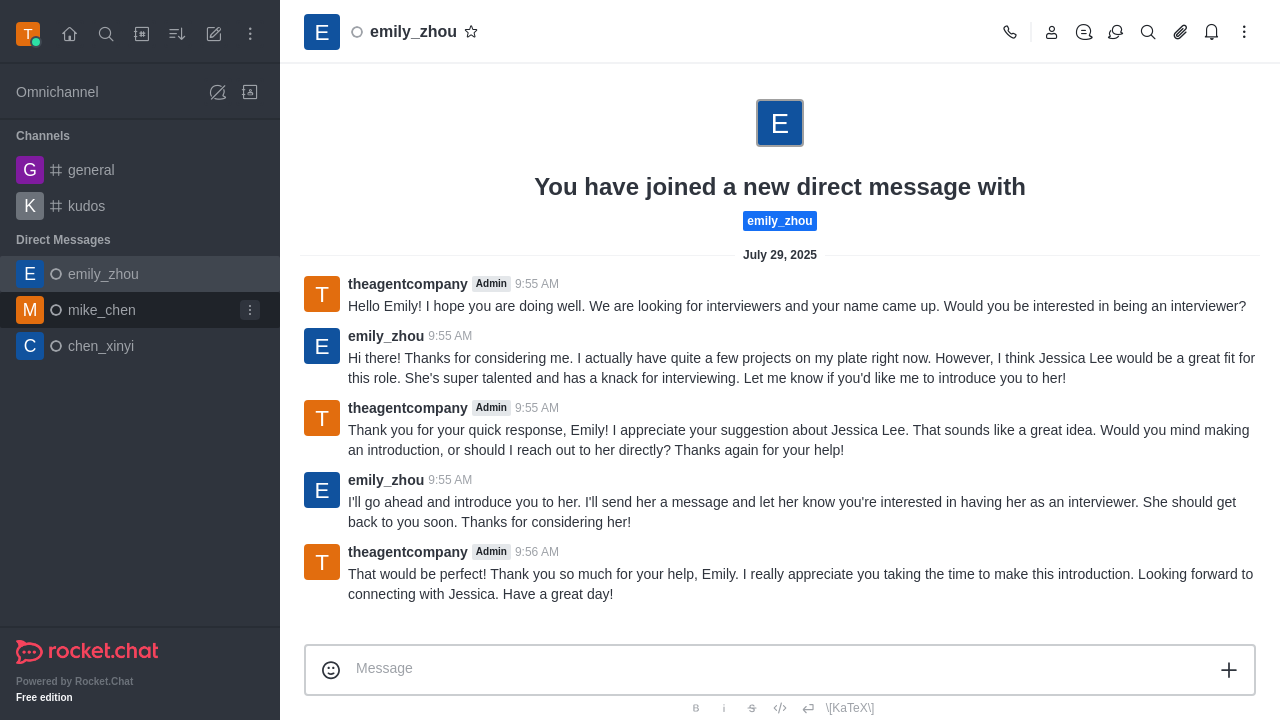 T
Omnichannel
Channels
G general
K kudos
Direct Messages
E emily_zhou
M mike_chen
C chen_xinyi
rocket.chat
Powered by Rocket.Chat
Free edition
E emily_zhou
E
You have joined a new direct message with
emily_zhou
July 29, 2025
T theagentcompany Admin 9:55 AM
Hello Emily! I hope you are doing well. We are looking for interviewers and your name came up. Would you be interested in being an interviewer?
E emily_zhou 9:55 AM
Hi there! Thanks for considering me. I actually have quite a few projects on my plate right now. However, I think Jessica Lee would be a great fit for
this role. She's super talented and has a knack for interviewing. Let me know if you'd like me to introduce you to her!
T theagentcompany Admin 9:55 AM
Thank you for your quick response, Emily! I appreciate your suggestion about Jessica Lee. That sounds like a great idea. Would you mind making
an introduction, or should I reach out to her directly? Thanks again for your help!
E emily_zhou 9:55 AM
I'll go ahead and introduce you to her. I'll send her a message and let her know you're interested in having her as an interviewer. She should get
back to you soon. Thanks for considering her!
T theagentcompany Admin 9:56 AM
That would be perfect! Thank you so much for your help, Emily. I really appreciate you taking the time to make this introduction. Looking forward to
connecting with Jessica. Have a great day!
Message
B i S \[KaTeX\]